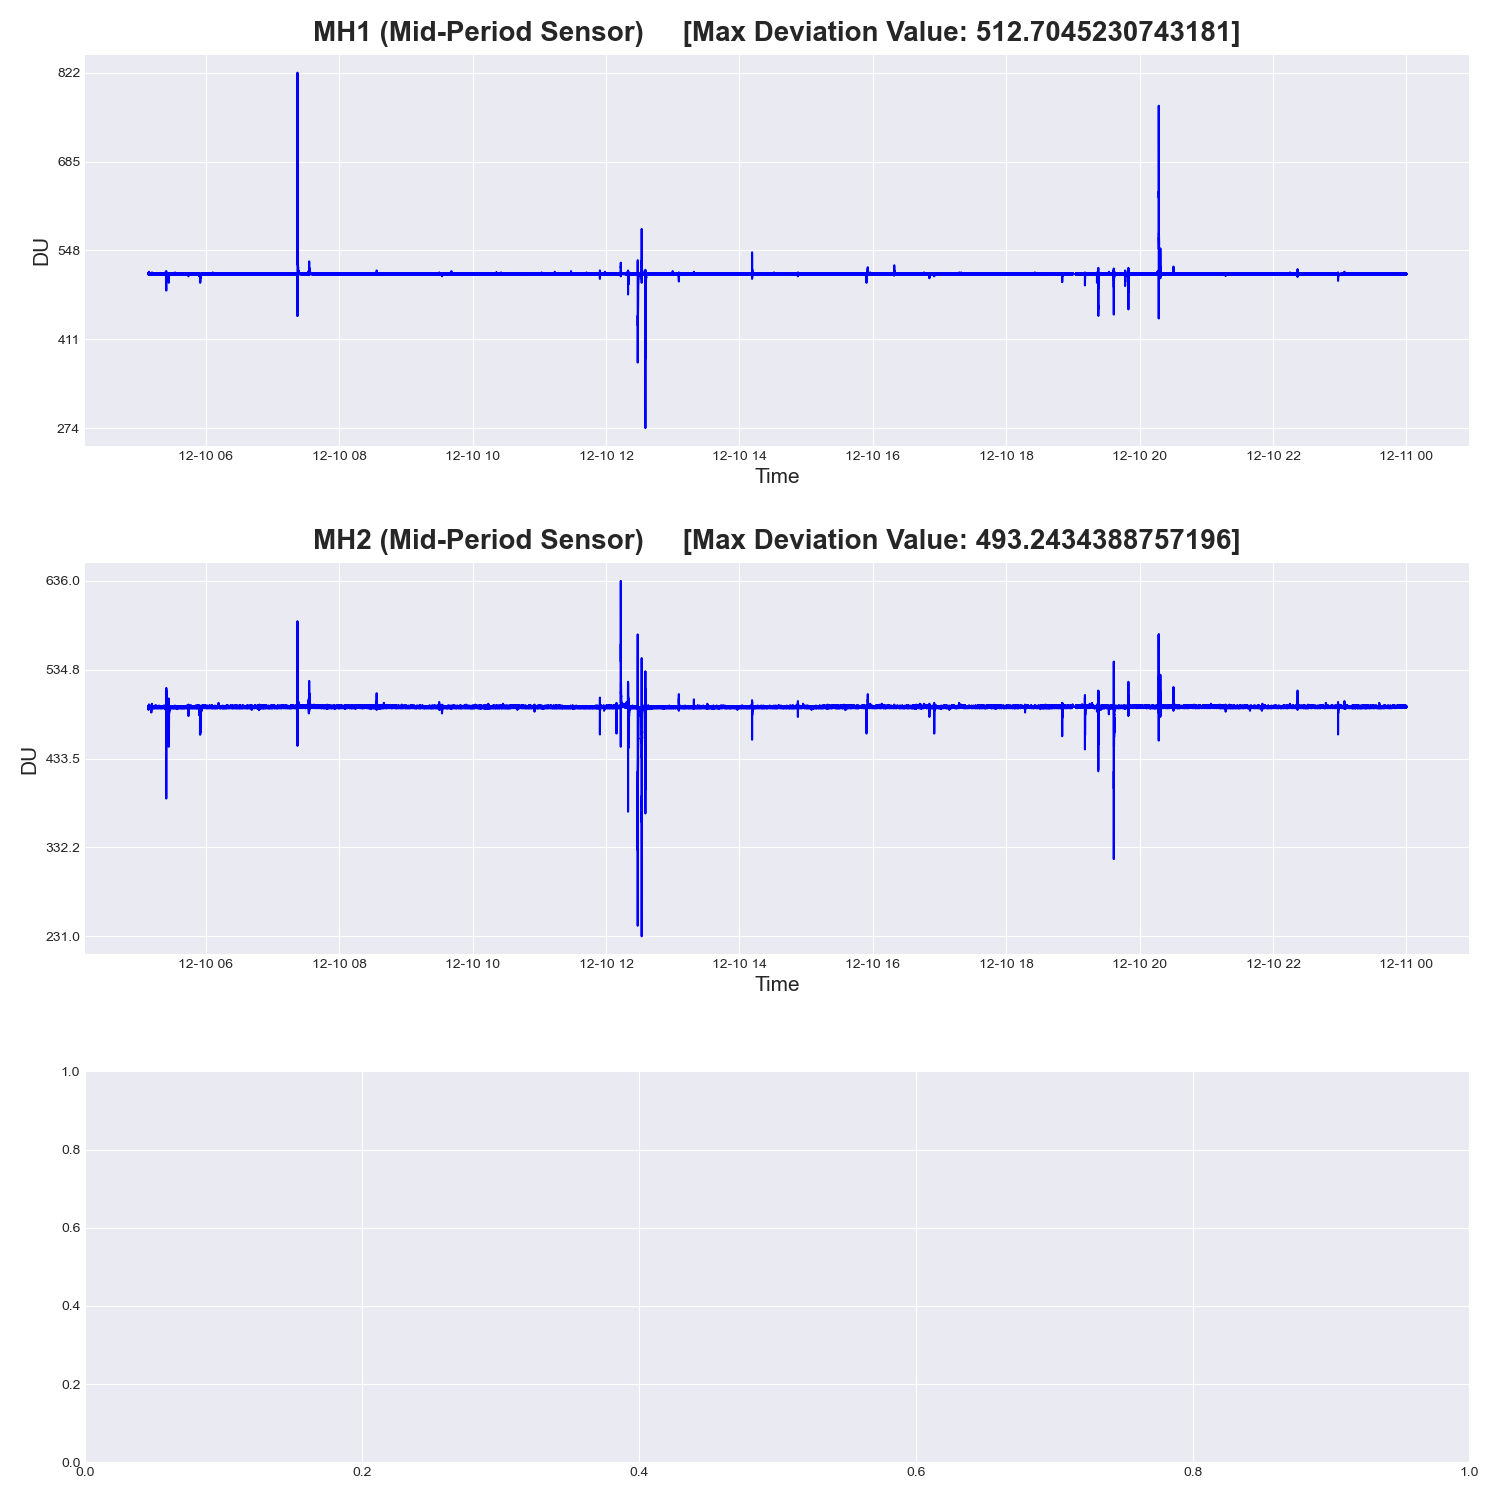 MH1 (Mid-Period Sensor) [Max Deviation Value: 512.7045230743181]
822
685
548
411
274
DU
12-10 06 12-10 08 12-10 10 12-10 12 12-10 14 12-10 16 12-10 18 12-10 20 12-10 22 12-11 00
Time
MH2 (Mid-Period Sensor) [Max Deviation Value: 493.2434388757196]
636.0
534.8
433.5
332.2
231.0
DU
12-10 06 12-10 08 12-10 10 12-10 12 12-10 14 12-10 16 12-10 18 12-10 20 12-10 22 12-11 00
Time
1.0
0.8
0.6
0.4
0.2
0.0
0.0 0.2 0.4 0.6 0.8 1.0